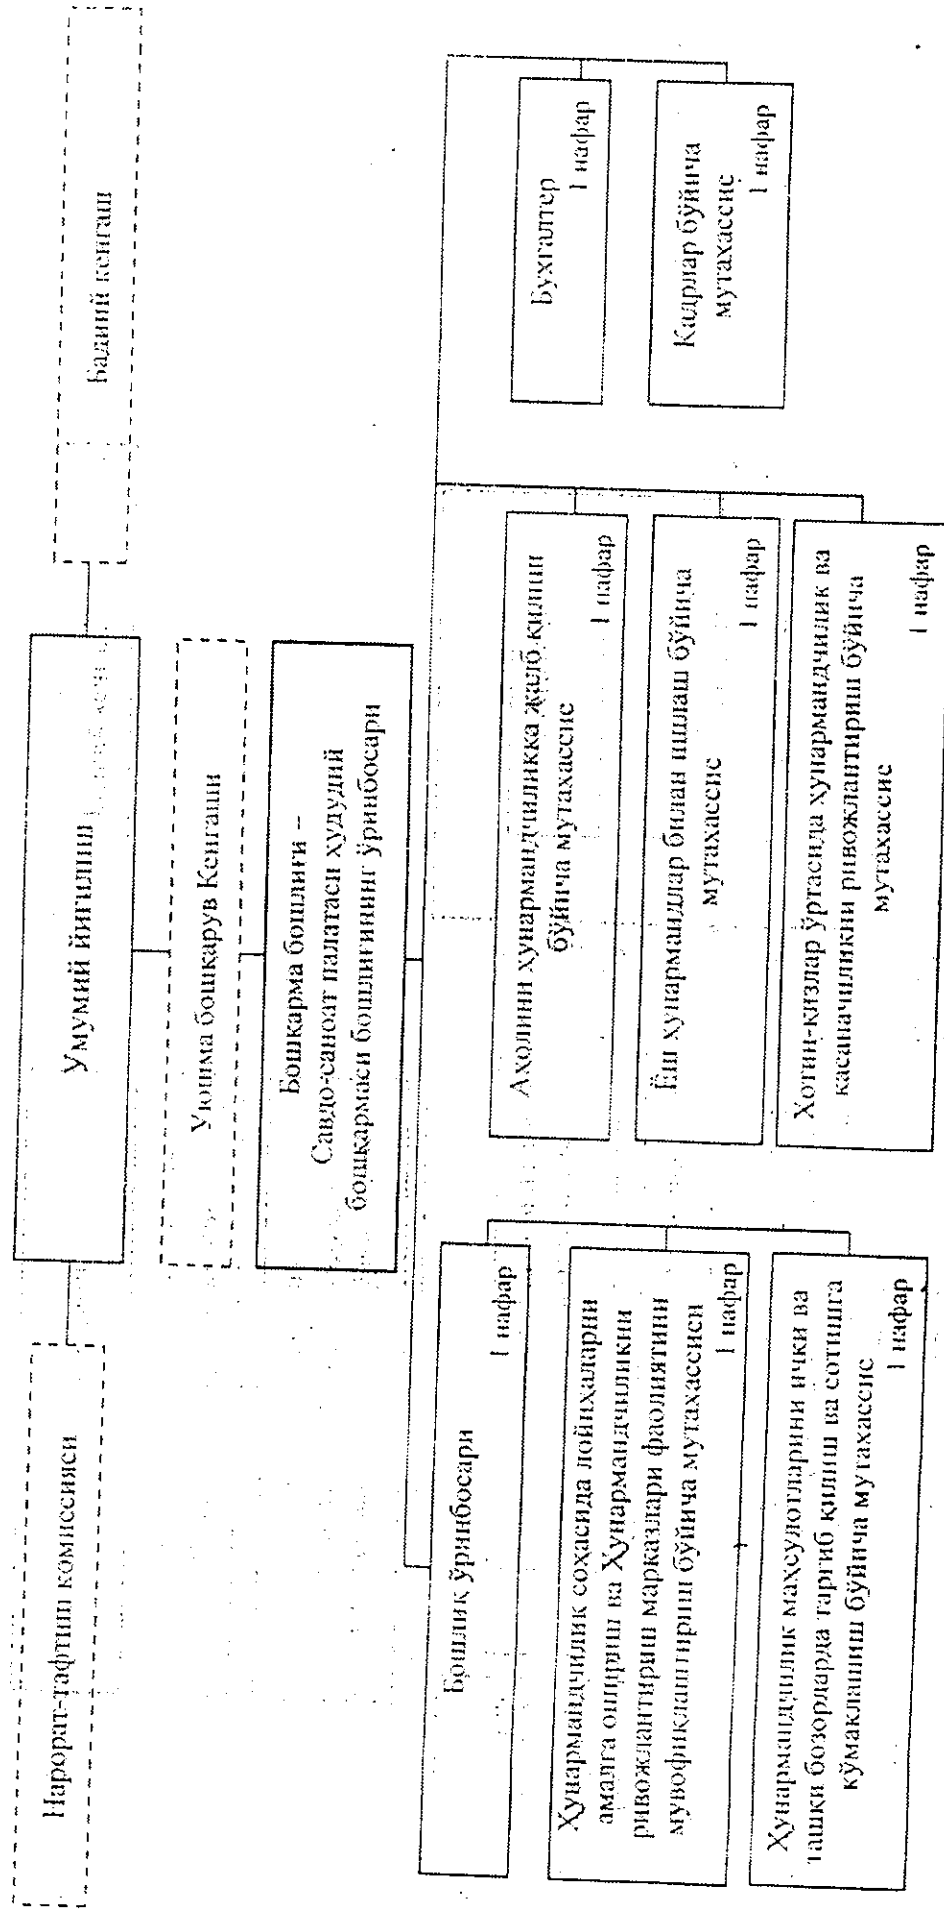 Умумий йиғилиш
Назорат-тафтиш комиссияси
Бадиий кенгаш
Уюшма бошқарув Кенгаши
Бошқарма бошлиғи –
Савдо-саноат палатаси ҳудудий
бошқармаси бошлиғининг ўринбосари
Бошлиқ ўринбосари
1 нафар
Ҳунармандчилик соҳасида лойиҳаларни
амалга ошириш ва Ҳунармандчиликни
ривожлантириш марказлари фаолиятини
мувофиқлаштириш бўйича мутахассиси
1 нафар
Ҳунармандчилик маҳсулотларини ички ва
ташқи бозорларда тарғиб қилиш ва сотишга
кўмаклашиш бўйича мутахассис
1 нафар
Аҳолини ҳунармандчиликка жалб қилиш
бўйича мутахассис
1 нафар
Ёш ҳунармандлар билан ишлаш бўйича
мутахассис
1 нафар
Хотин-қизлар ўртасида ҳунармандчилик ва
касаначиликни ривожлантириш бўйича
мутахассис
1 нафар
Бухгалтер
1 нафар
Кадрлар бўйича
мутахассис
1 нафар